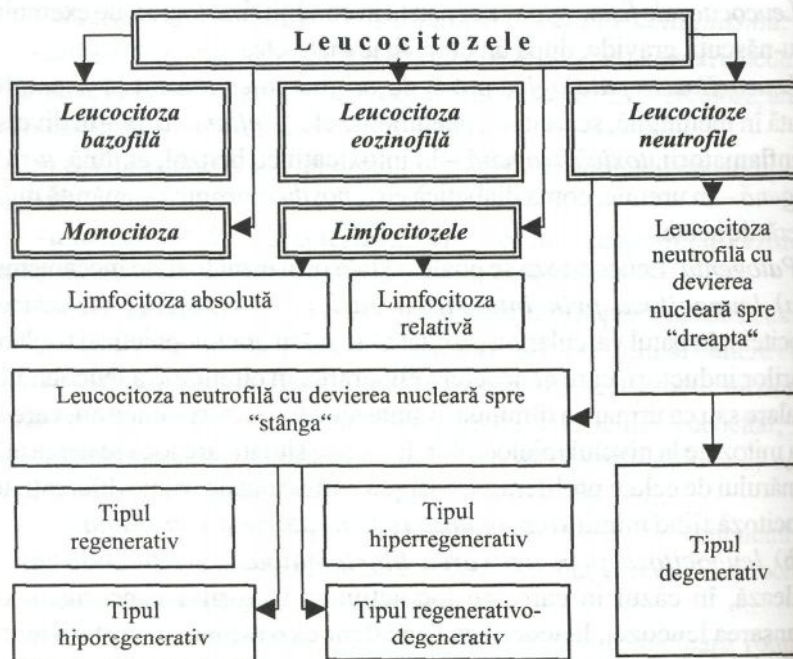 Leucocitozele
Leucocitoza
bazofilă
Leucocitoza
eozinofilă
Leucocitoze
neutrofile
Monocitoza
Limfocitozele
Limfocitoza absolută
Limfocitoza
relativă
Leucocitoza
neutrofilă cu
devierea
nucleară spre
“dreapta“
Leucocitoza neutrofilă cu devierea nucleară spre
“stânga”
Tipul
regenerativ
Tipul
hiperregenerativ
Tipul
hiporegenerativ
Tipul regenerativo-
degenerativ
Tipul
degenerativ